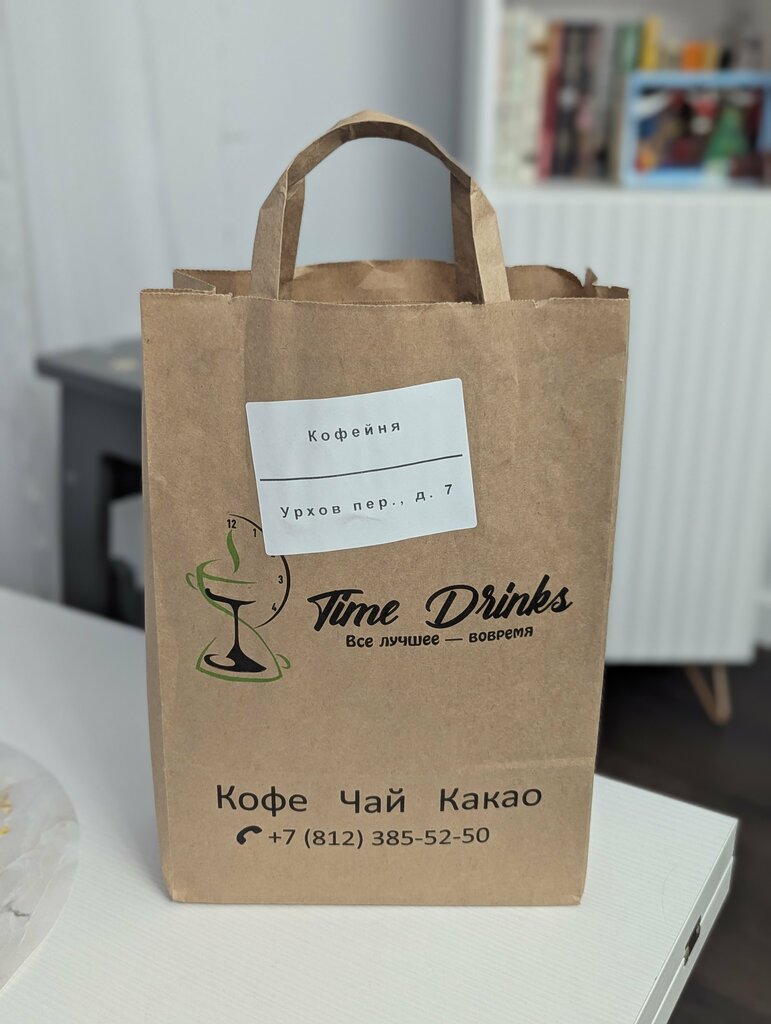 Кофейня
Урхов пер., д. 7
12
1
3
4
Time Drinks
Все лучшее — вовремя
Кофе Чай Какао
+7 (812) 385-52-50